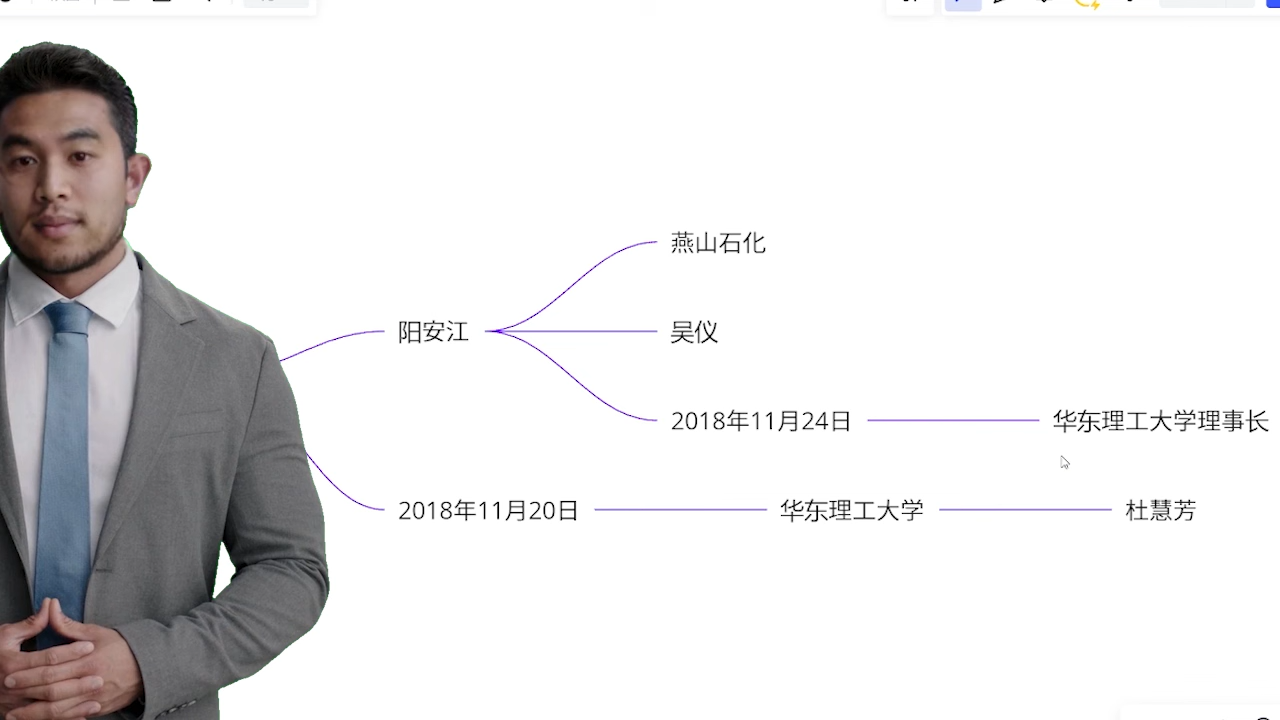 燕山石化
阳安江
吴仪
2018年11月24日
华东理工大学理事长
2018年11月20日
华东理工大学
杜慧芳